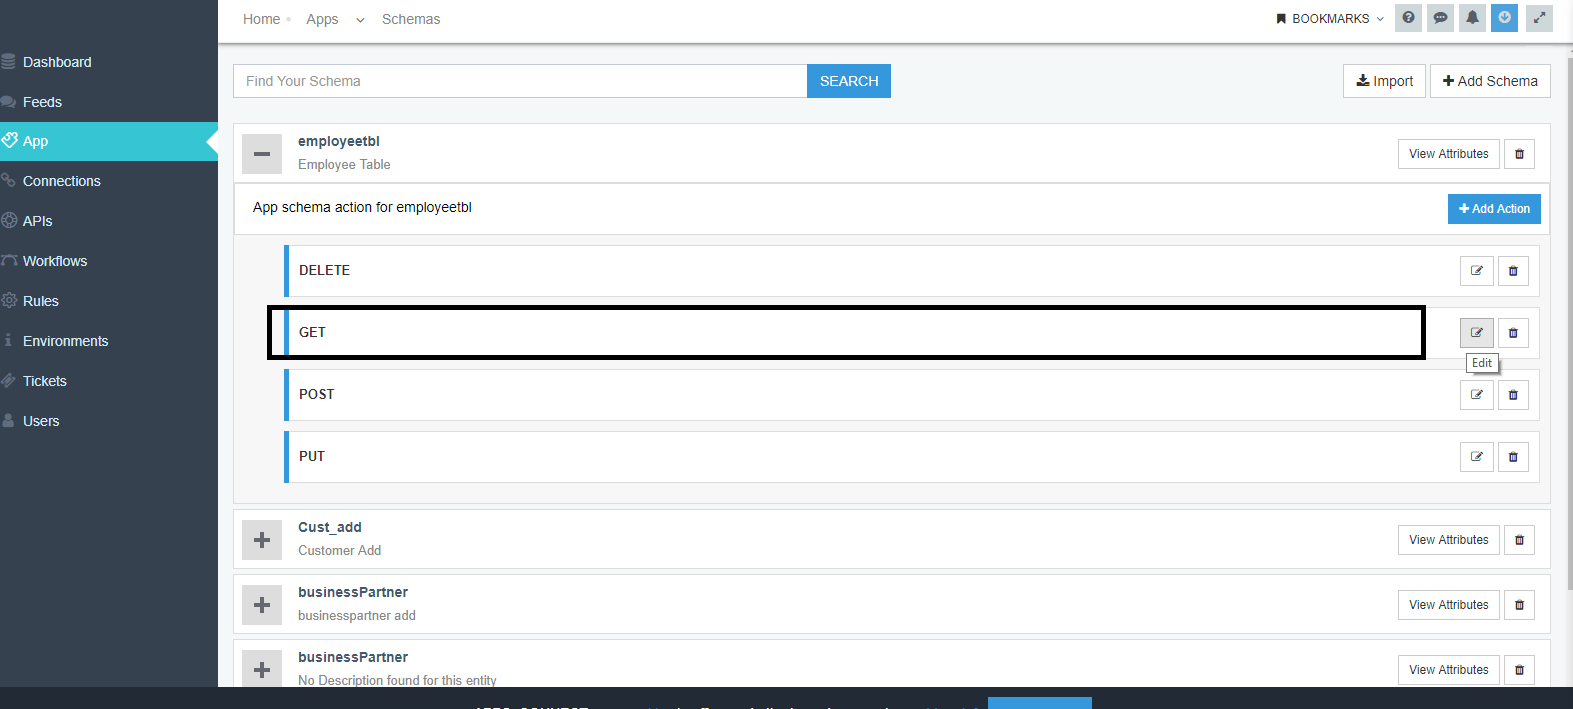 Home Apps Schemas
BOOKMARKS
Dashboard
Feeds
App
Connections
APIs
Workflows
Rules
Environments
Tickets
Users
Find Your Schema
SEARCH
Import
Add Schema
employeetbl
Employee Table
View Attributes
App schema action for employeetbl
Add Action
DELETE
GET
Edit
POST
PUT
Cust_add
Customer Add
View Attributes
businessPartner
businesspartner add
View Attributes
businessPartner
No Description found for this entity
View Attributes